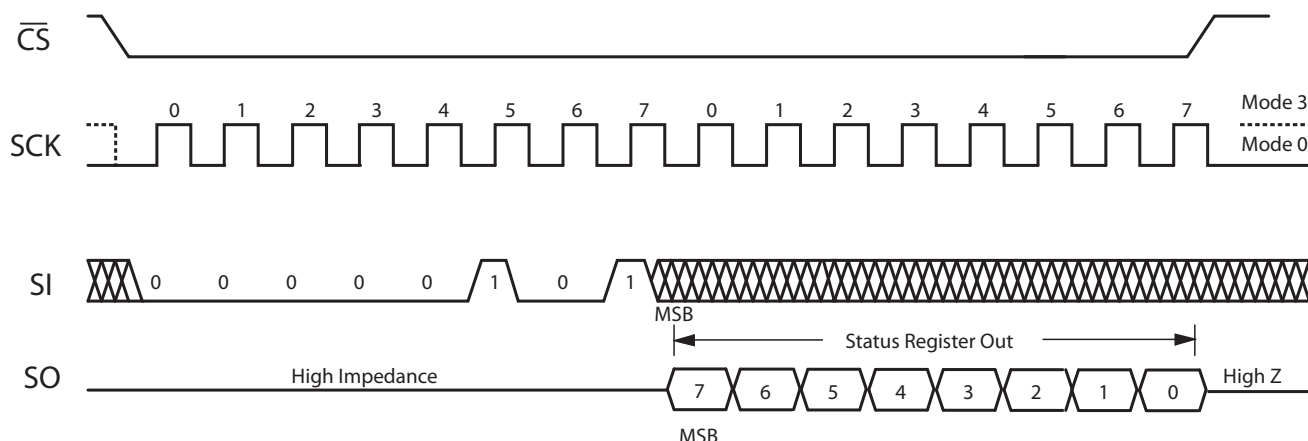 CS
0 1 2 3 4 5 6 7 0 1 2 3 4 5 6 7
Mode 3
SCK
Mode 0
SI
0 0 0 0 0 1 0 1
MSB
Status Register Out
SO
High Impedance
7 6 5 4 3 2 1 0
High Z
MSB